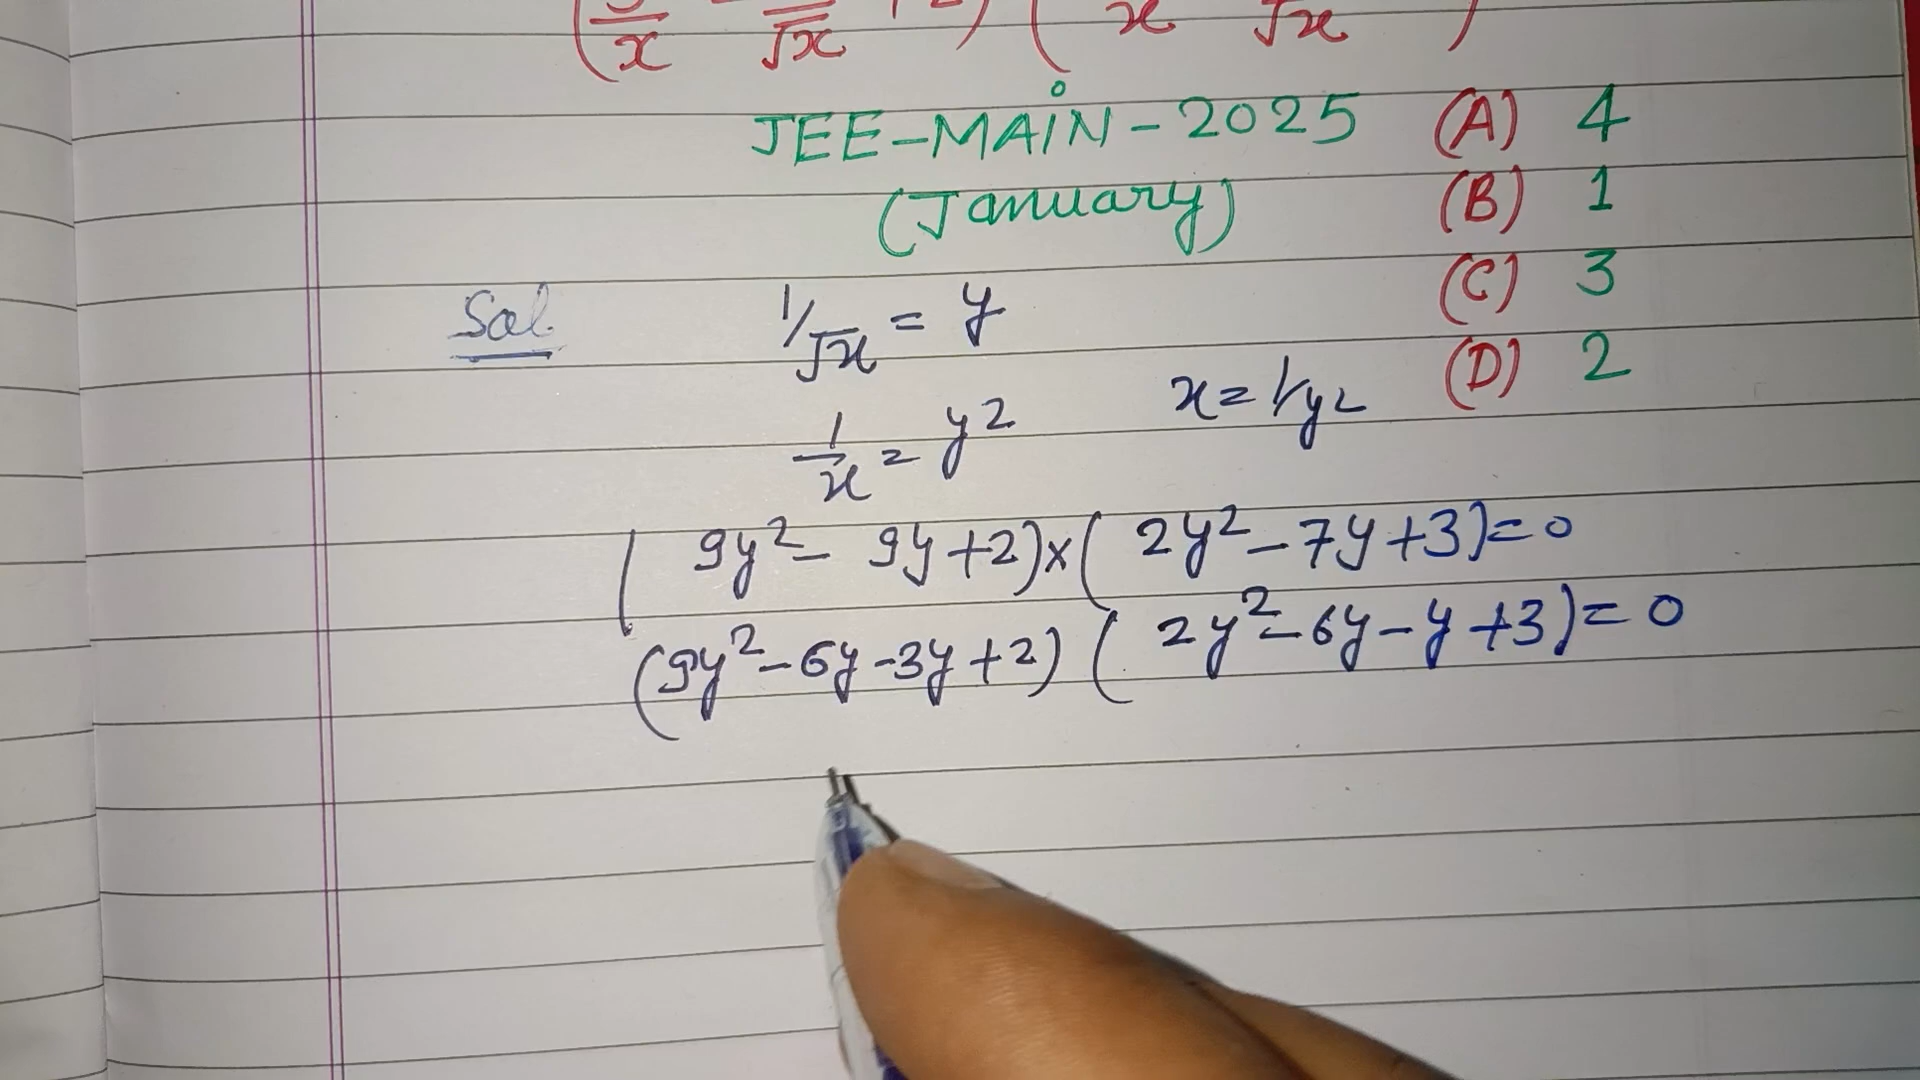 x √x ) ( x √x )
JEE-MAIN-2025 (A) 4
(January) (B) 1
(C) 3
Sol. 1/√x = y
(D) 2
1/x = y² x = 1/y²
(9y² - 9y + 2) × (2y² - 7y + 3) = 0
(9y² - 6y - 3y + 2) (2y² - 6y - y + 3) = 0